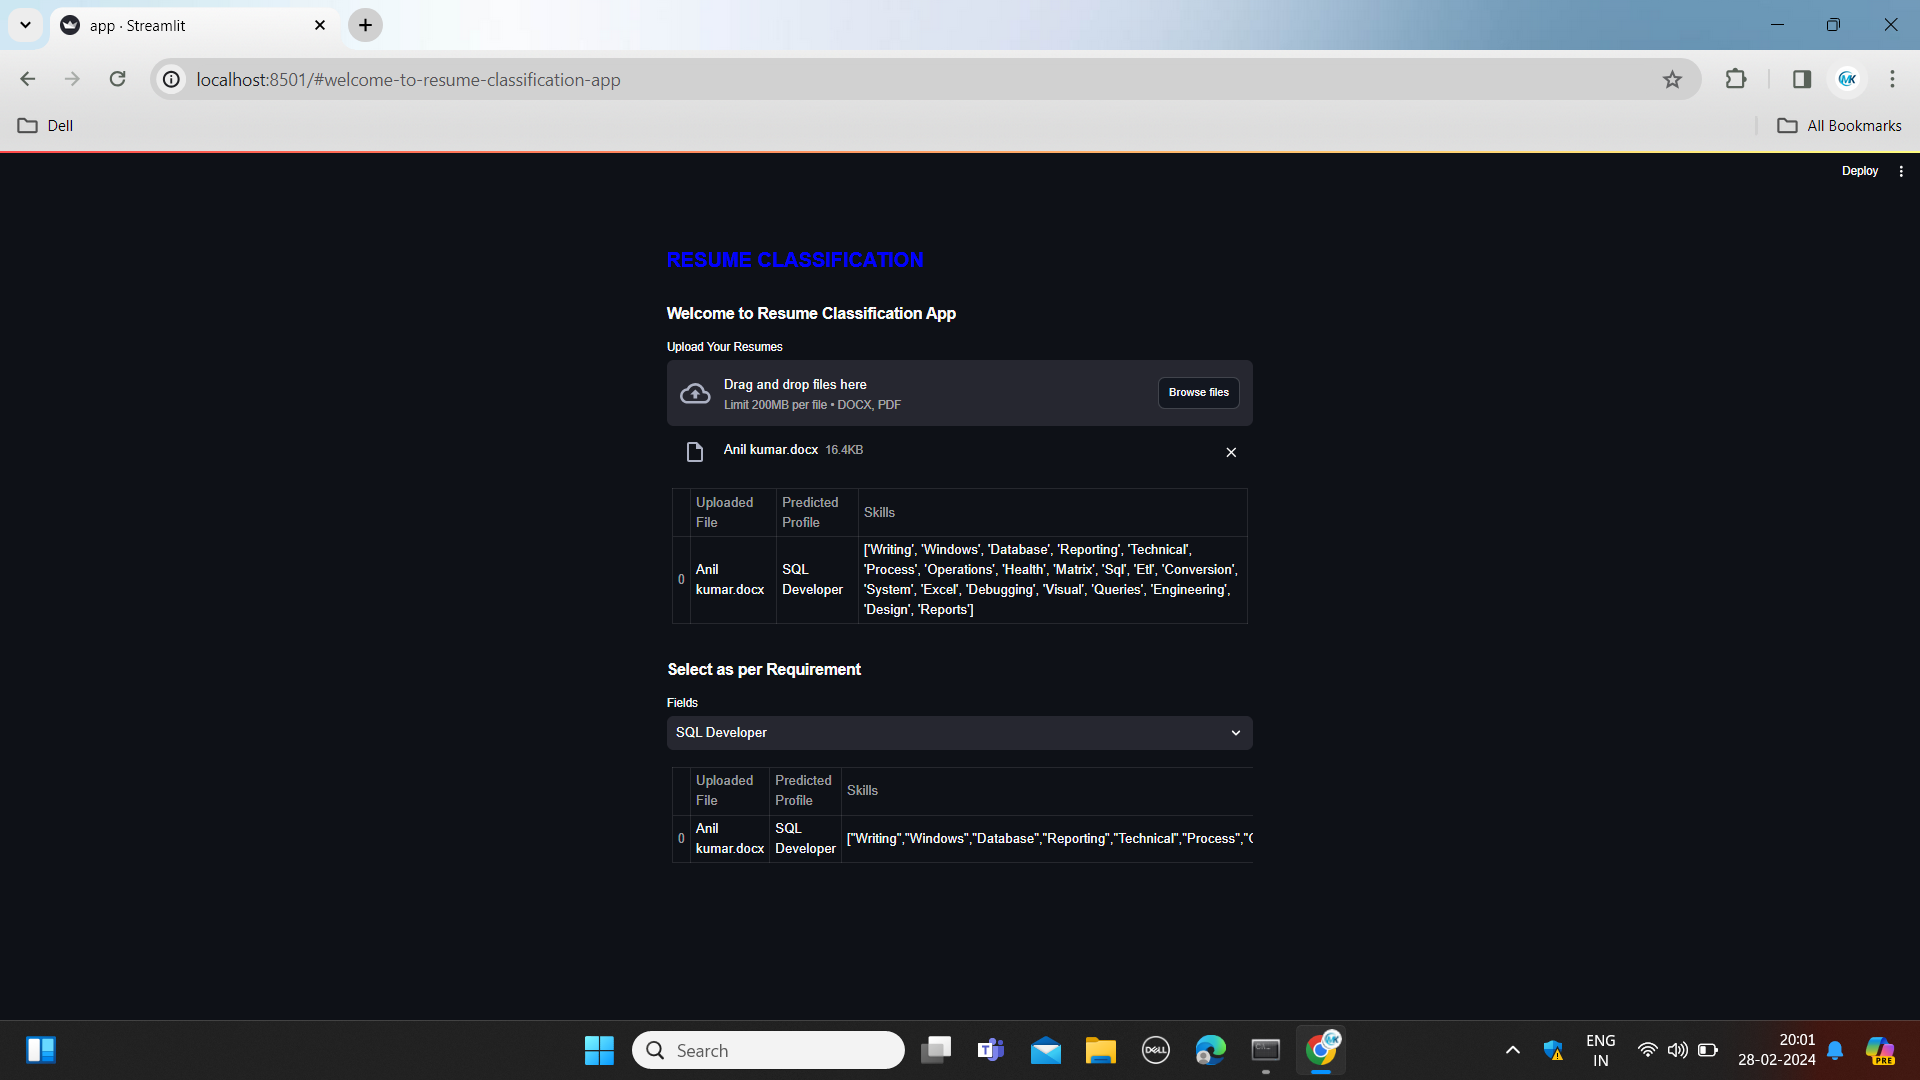 app · Streamlit
localhost:8501/#welcome-to-resume-classification-app
Dell
All Bookmarks
Deploy
RESUME CLASSIFICATION
Welcome to Resume Classification App
Upload Your Resumes
Drag and drop files here
Limit 200MB per file • DOCX, PDF
Browse files
Anil kumar.docx 16.4KB
Uploaded File
Predicted Profile
Skills
0
Anil kumar.docx
SQL Developer
['Writing', 'Windows', 'Database', 'Reporting', 'Technical',
'Process', 'Operations', 'Health', 'Matrix', 'Sql', 'Etl', 'Conversion',
'System', 'Excel', 'Debugging', 'Visual', 'Queries', 'Engineering',
'Design', 'Reports']
Select as per Requirement
Fields
SQL Developer
Uploaded File
Predicted Profile
Skills
0
Anil kumar.docx
SQL Developer
["Writing","Windows","Database","Reporting","Technical","Process","
Search
DELL
MK
PRE
ENG
IN
20:01
28-02-2024